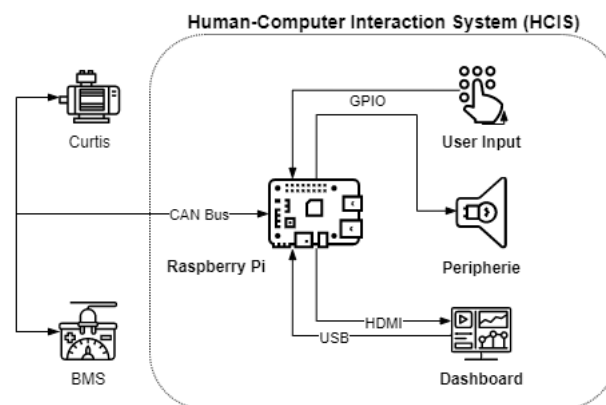 Human-Computer Interaction System (HCIS)
GPIO
Curtis
User Input
CAN Bus
Raspberry Pi
Peripherie
HDMI
USB
BMS
Dashboard